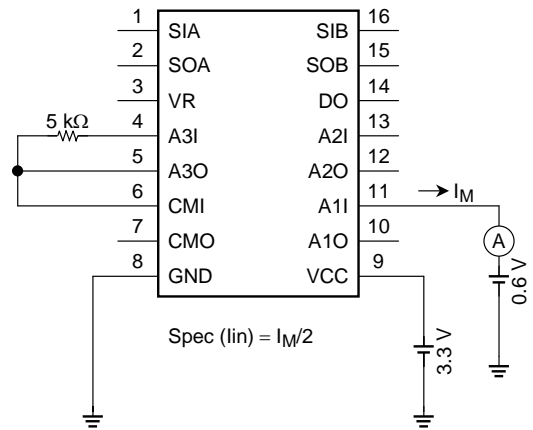 1 SIA SIB 16
2 SOA SOB 15
3 VR DO 14
5 kΩ 4 A3I A2I 13
5 A3O A2O 12
6 CMI A1I 11 I_M
7 CMO A1O 10 A
8 GND VCC 9 0.6 V
Spec (Iin) = I_M/2 3.3 V